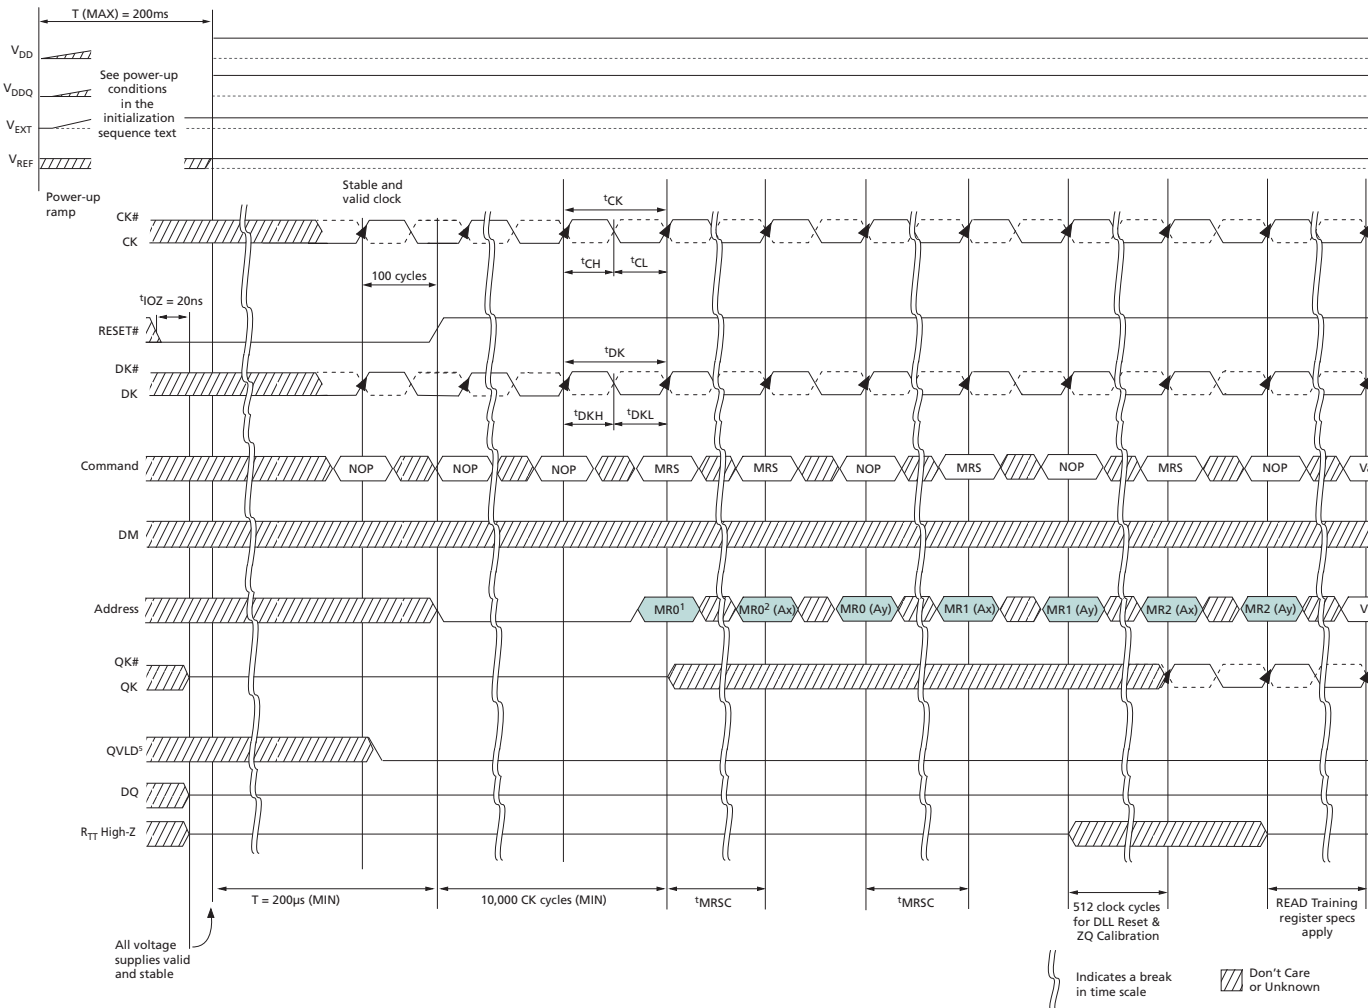 T (MAX) = 200ms
VDD
VDDQ
VEXT
VREF
See power-up
conditions
in the
initialization
sequence text
Power-up
ramp
Stable and
valid clock
CK#
CK
tCK
tCH
tCL
100 cycles
tIOZ = 20ns
RESET#
DK#
DK
tDK
tDKH
tDKL
Command
NOP
NOP
NOP
MRS
MRS
NOP
MRS
NOP
MRS
NOP
DM
Address
MR0¹
MR0² (Ax)
MR0 (Ay)
MR1 (Ax)
MR1 (Ay)
MR2 (Ax)
MR2 (Ay)
QK#
QK
QVLD⁵
DQ
RTT High-Z
T = 200μs (MIN)
10,000 CK cycles (MIN)
tMRSC
tMRSC
512 clock cycles
for DLL Reset &
ZQ Calibration
READ Training
register specs
apply
All voltage
supplies valid
and stable
Indicates a break
in time scale
Don't Care
or Unknown